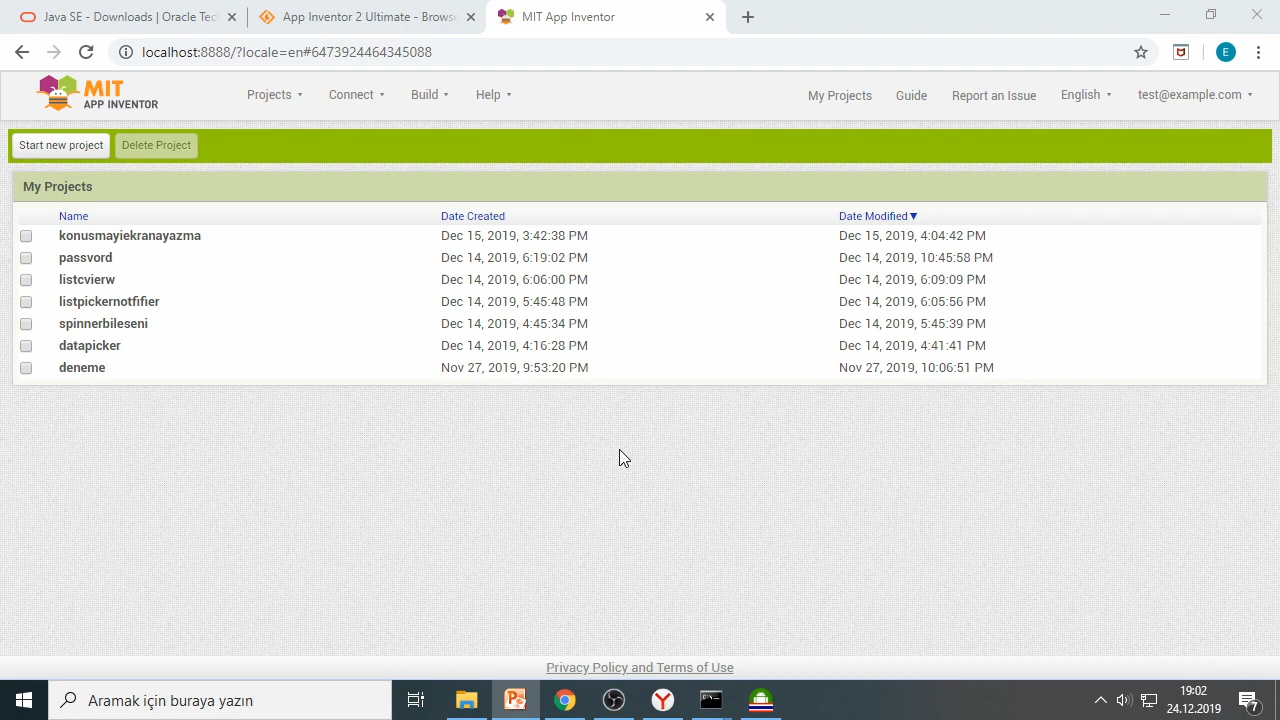 Java SE - Downloads | Oracle Tec
App Inventor 2 Ultimate - Browse
MIT App Inventor
localhost:8888/?locale=en#6473924464345088
E
MIT
APP INVENTOR
Projects
Connect
Build
Help
My Projects
Guide
Report an Issue
English
test@example.com
Start new project
Delete Project
My Projects
Name Date Created Date Modified
konusmayiekranayazma Dec 15, 2019, 3:42:38 PM Dec 15, 2019, 4:04:42 PM
passvord Dec 14, 2019, 6:19:02 PM Dec 14, 2019, 10:45:58 PM
listcvierw Dec 14, 2019, 6:06:00 PM Dec 14, 2019, 6:09:09 PM
listpickernotfifier Dec 14, 2019, 5:45:48 PM Dec 14, 2019, 6:05:56 PM
spinnerbileseni Dec 14, 2019, 4:45:34 PM Dec 14, 2019, 5:45:39 PM
datapicker Dec 14, 2019, 4:16:28 PM Dec 14, 2019, 4:41:41 PM
deneme Nov 27, 2019, 9:53:20 PM Nov 27, 2019, 10:06:51 PM
Privacy Policy and Terms of Use
Aramak için buraya yazın
19:02
24.12.2019
7